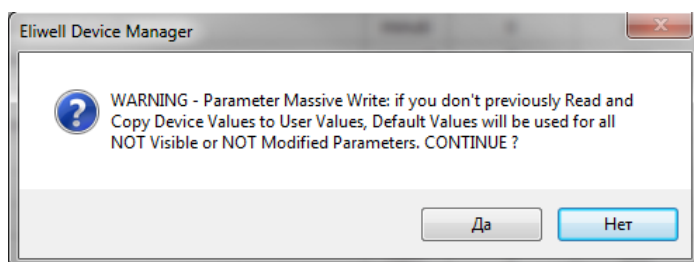 Eliwell Device Manager
WARNING - Parameter Massive Write: if you don't previously Read and
Copy Device Values to User Values, Default Values will be used for all
NOT Visible or NOT Modified Parameters. CONTINUE ?
Да
Нет